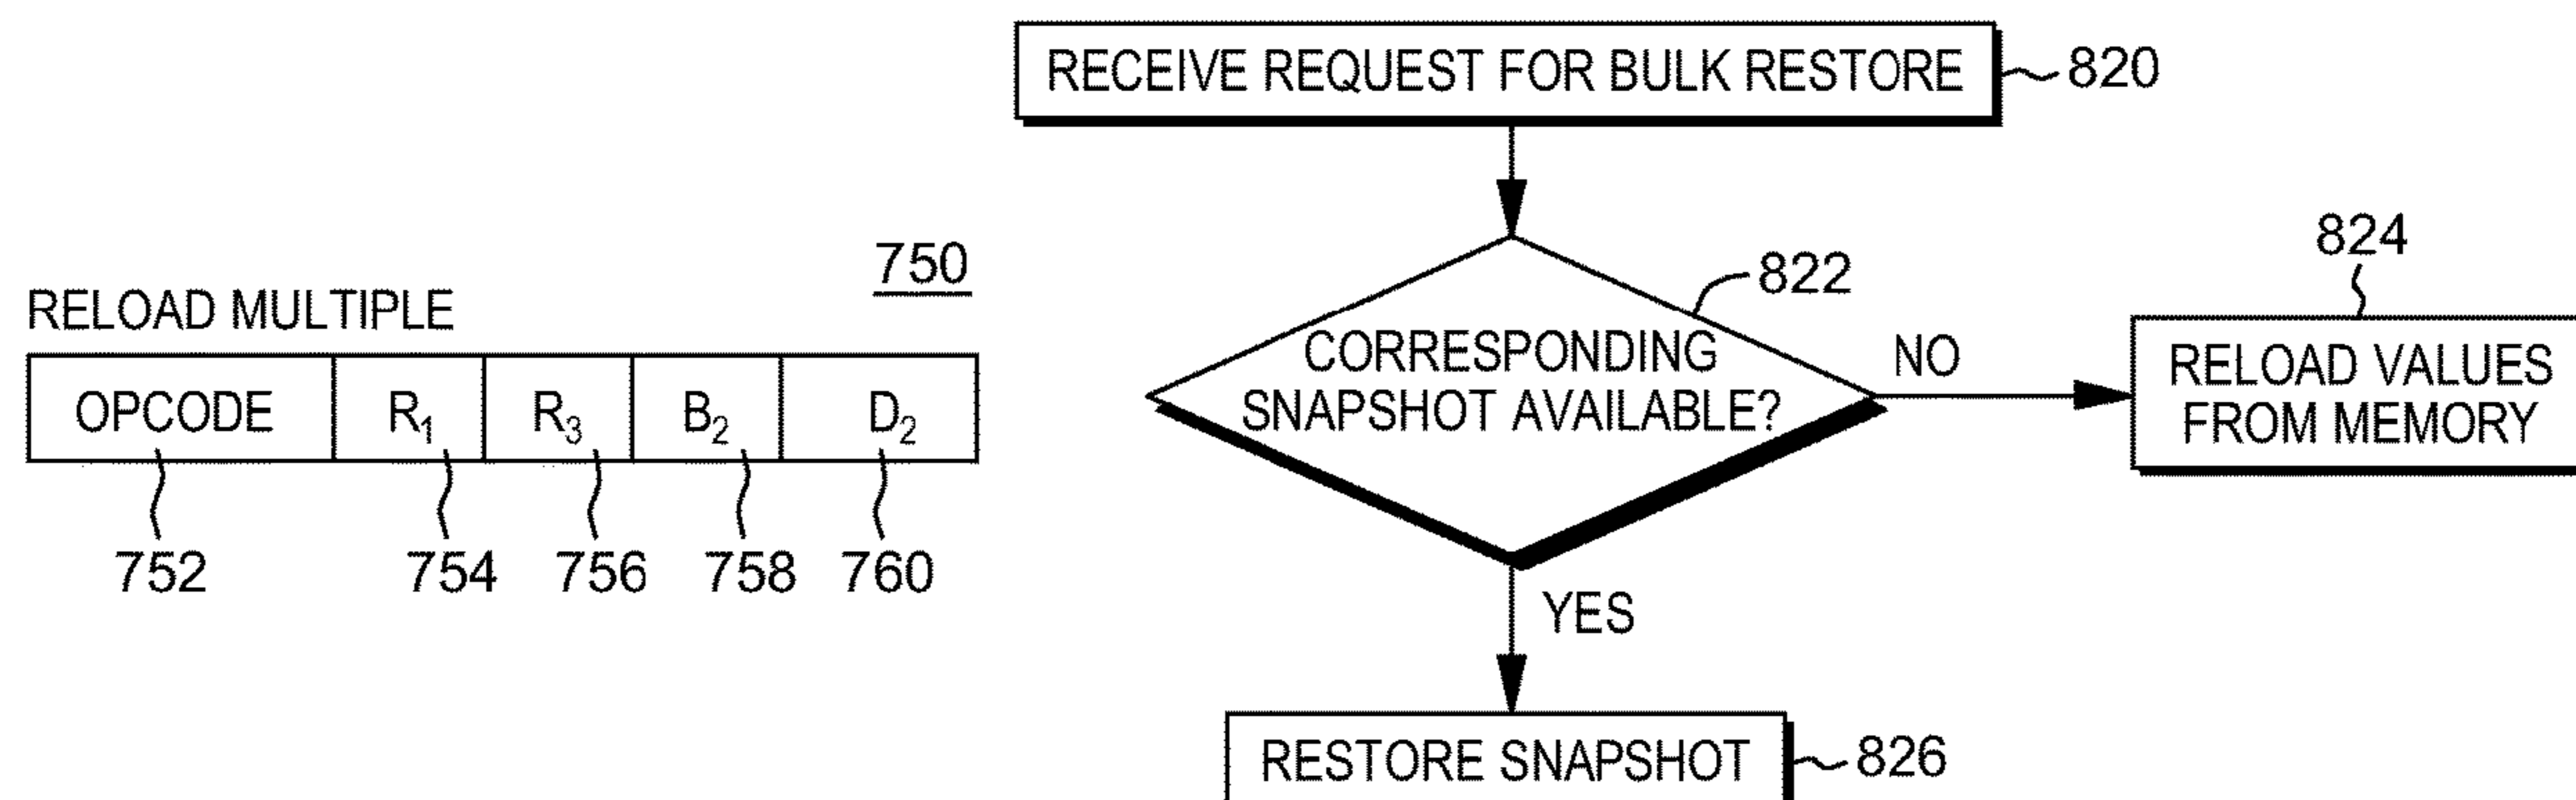 750
RELOAD MULTIPLE
OPCODE R1 R3 B2 D2
752 754 756 758 760
RECEIVE REQUEST FOR BULK RESTORE 820
822
CORRESPONDING
SNAPSHOT AVAILABLE?
NO
824
RELOAD VALUES
FROM MEMORY
YES
RESTORE SNAPSHOT 826